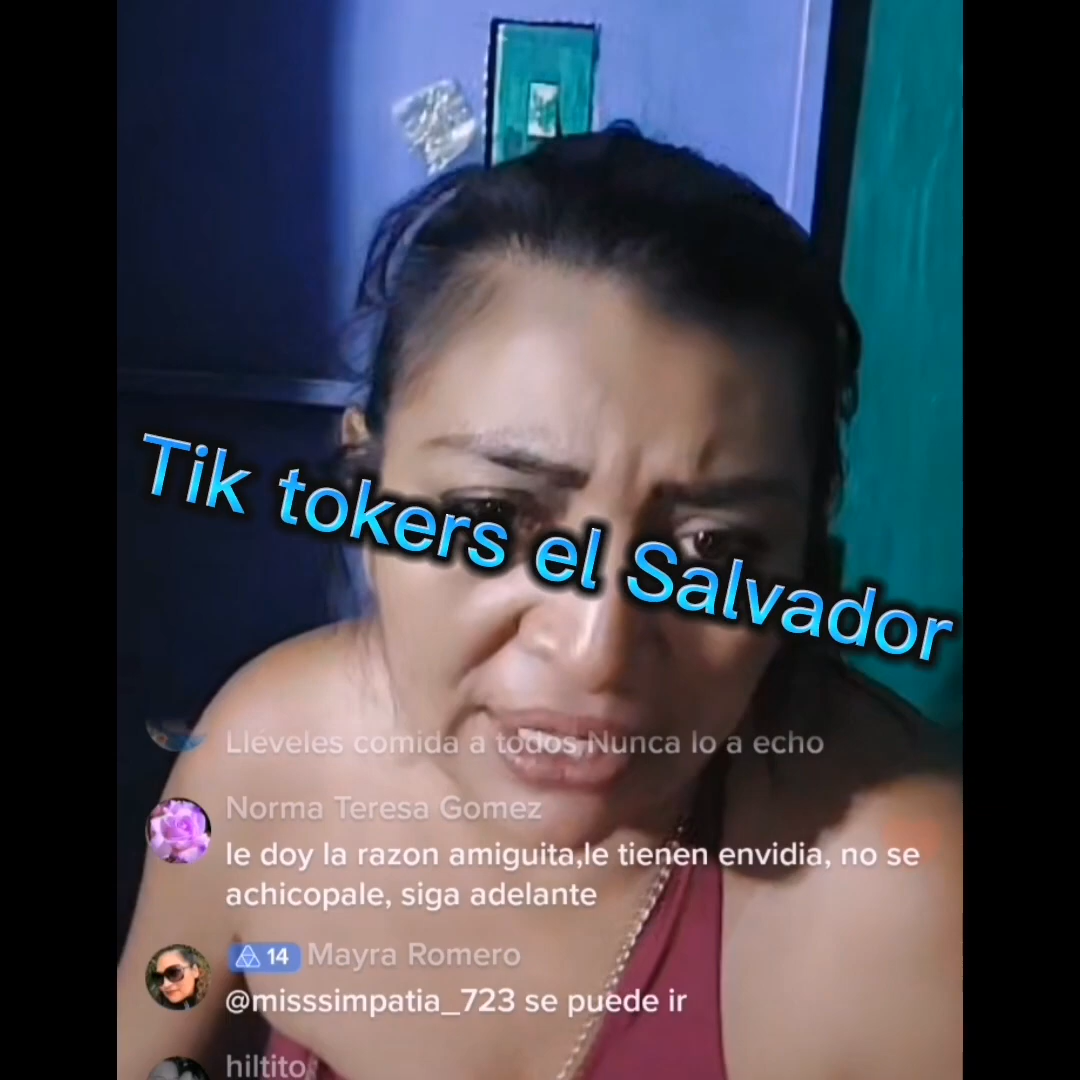 Tik tokers el Salvador
Lléveles comida a todos Nunca lo a echo
Norma Teresa Gomez
le doy la razon amiguita,le tienen envidia, no se
achicopale, siga adelante
14 Mayra Romero
@misssimpatia_723 se puede ir
hiltito